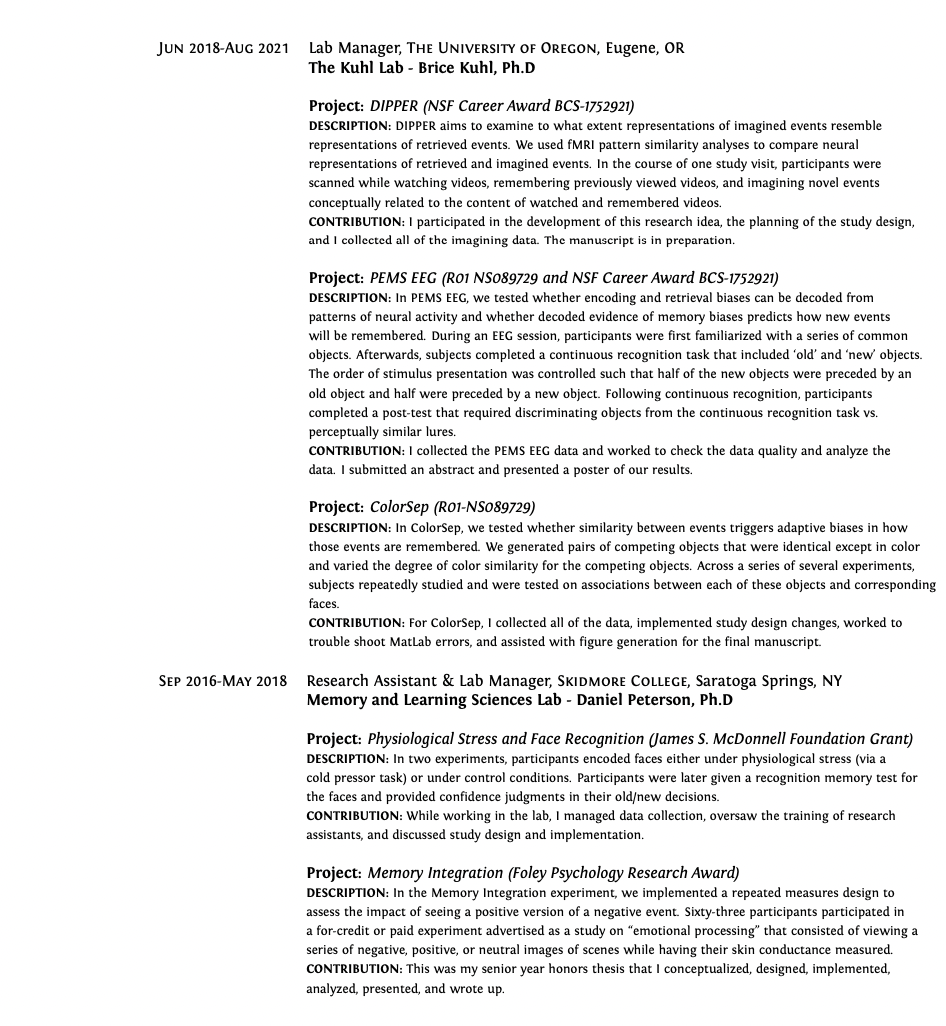 Jun 2018-Aug 2021 Lab Manager, The University of Oregon, Eugene, OR
The Kuhl Lab - Brice Kuhl, Ph.D
Project: DIPPER (NSF Career Award BCS-1752921)
DESCRIPTION: DIPPER aims to examine to what extent representations of imagined events resemble
representations of retrieved events. We used fMRI pattern similarity analyses to compare neural
representations of retrieved and imagined events. In the course of one study visit, participants were
scanned while watching videos, remembering previously viewed videos, and imagining novel events
conceptually related to the content of watched and remembered videos.
CONTRIBUTION: I participated in the development of this research idea, the planning of the study design,
and I collected all of the imagining data. The manuscript is in preparation.
Project: PEMS EEG (R01 NS089729 and NSF Career Award BCS-1752921)
DESCRIPTION: In PEMS EEG, we tested whether encoding and retrieval biases can be decoded from
patterns of neural activity and whether decoded evidence of memory biases predicts how new events
will be remembered. During an EEG session, participants were first familiarized with a series of common
objects. Afterwards, subjects completed a continuous recognition task that included ‘old’ and ‘new’ objects.
The order of stimulus presentation was controlled such that half of the new objects were preceded by an
old object and half were preceded by a new object. Following continuous recognition, participants
completed a post-test that required discriminating objects from the continuous recognition task vs.
perceptually similar lures.
CONTRIBUTION: I collected the PEMS EEG data and worked to check the data quality and analyze the
data. I submitted an abstract and presented a poster of our results.
Project: ColorSep (R01-NS089729)
DESCRIPTION: In ColorSep, we tested whether similarity between events triggers adaptive biases in how
those events are remembered. We generated pairs of competing objects that were identical except in color
and varied the degree of color similarity for the competing objects. Across a series of several experiments,
subjects repeatedly studied and were tested on associations between each of these objects and corresponding
faces.
CONTRIBUTION: For ColorSep, I collected all of the data, implemented study design changes, worked to
trouble shoot MatLab errors, and assisted with figure generation for the final manuscript.
Sep 2016-May 2018 Research Assistant & Lab Manager, Skidmore College, Saratoga Springs, NY
Memory and Learning Sciences Lab - Daniel Peterson, Ph.D
Project: Physiological Stress and Face Recognition (James S. McDonnell Foundation Grant)
DESCRIPTION: In two experiments, participants encoded faces either under physiological stress (via a
cold pressor task) or under control conditions. Participants were later given a recognition memory test for
the faces and provided confidence judgments in their old/new decisions.
CONTRIBUTION: While working in the lab, I managed data collection, oversaw the training of research
assistants, and discussed study design and implementation.
Project: Memory Integration (Foley Psychology Research Award)
DESCRIPTION: In the Memory Integration experiment, we implemented a repeated measures design to
assess the impact of seeing a positive version of a negative event. Sixty-three participants participated in
a for-credit or paid experiment advertised as a study on “emotional processing” that consisted of viewing a
series of negative, positive, or neutral images of scenes while having their skin conductance measured.
CONTRIBUTION: This was my senior year honors thesis that I conceptualized, designed, implemented,
analyzed, presented, and wrote up.